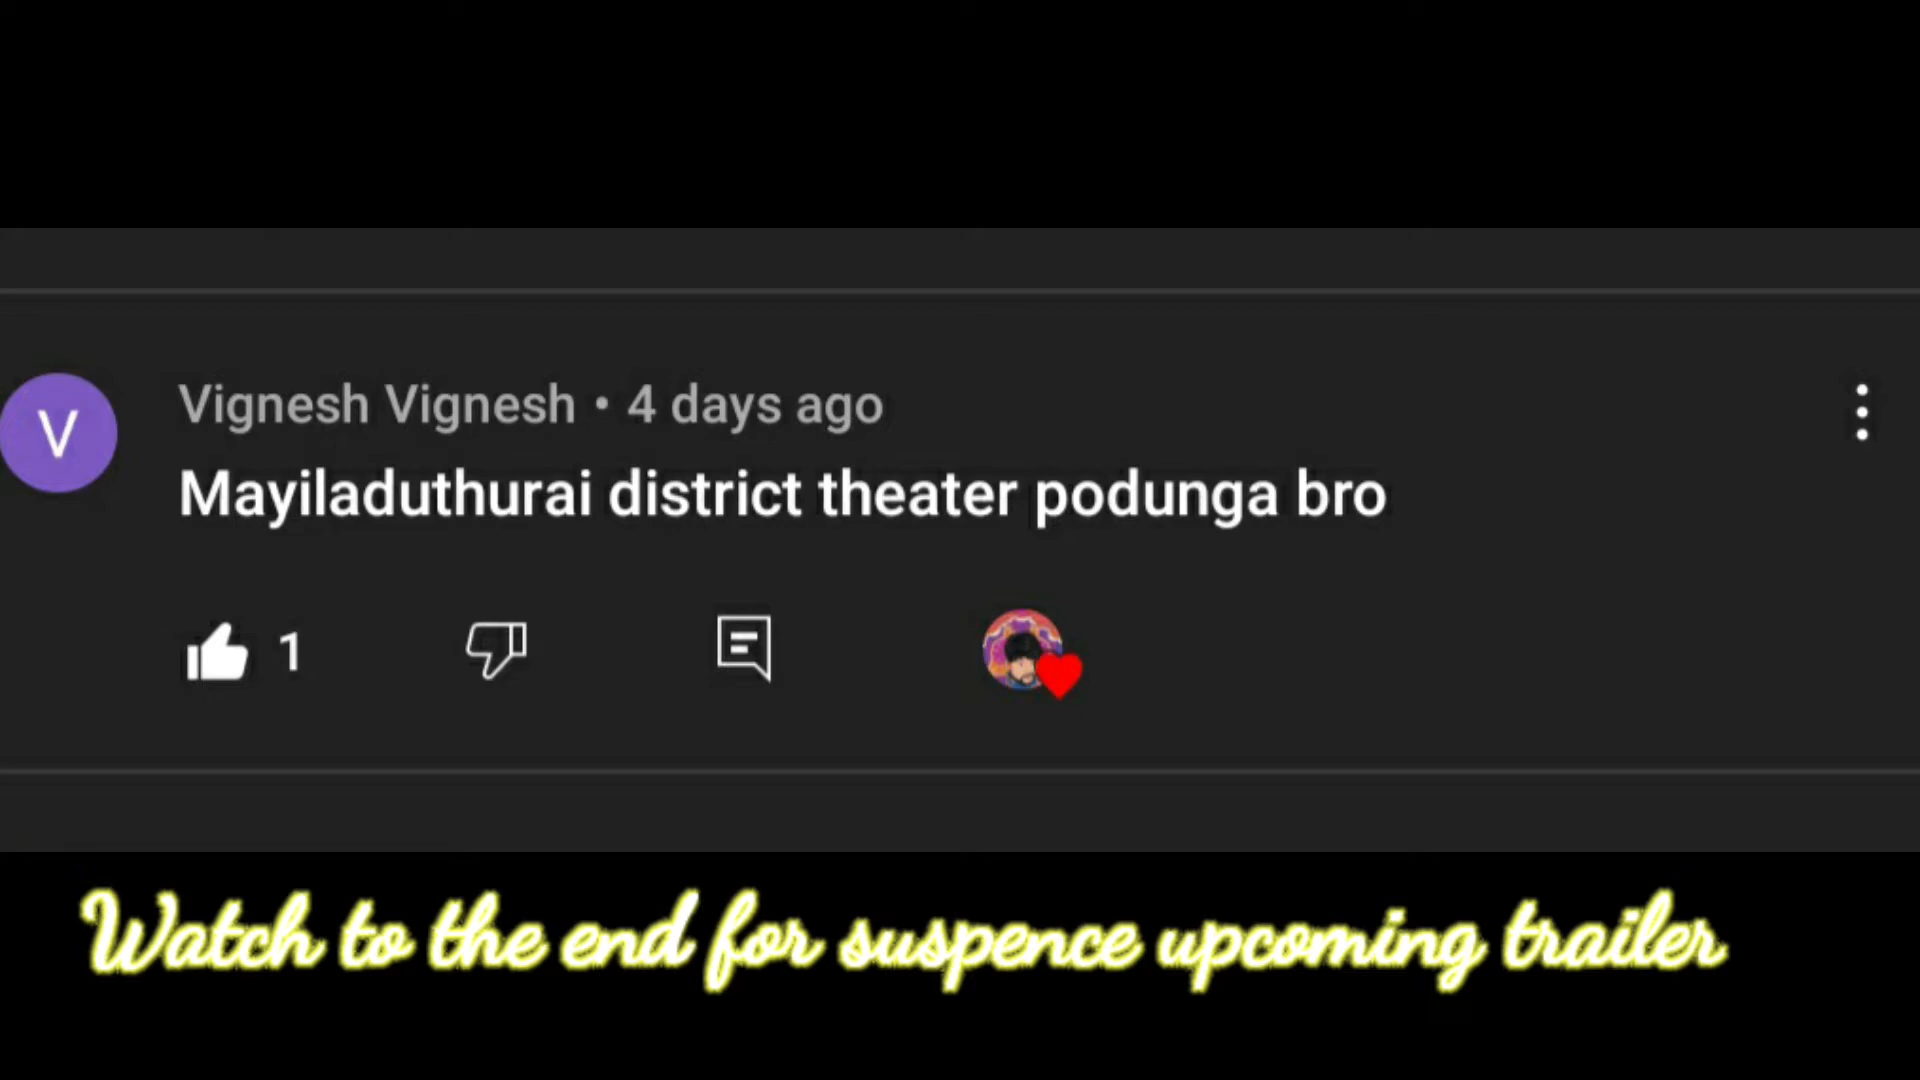 V
Vignesh Vignesh • 4 days ago
Mayiladuthurai district theater podunga bro
1
Watch to the end for suspence upcoming trailer